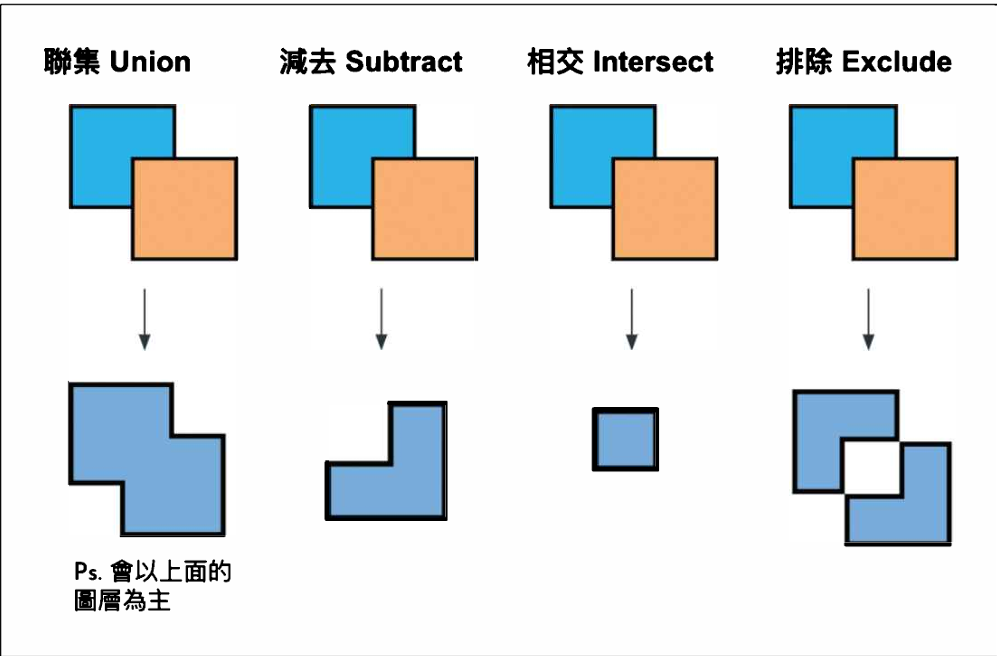 聯集 Union
減去 Subtract
相交 Intersect
排除 Exclude
Ps. 會以上面的
圖層為主